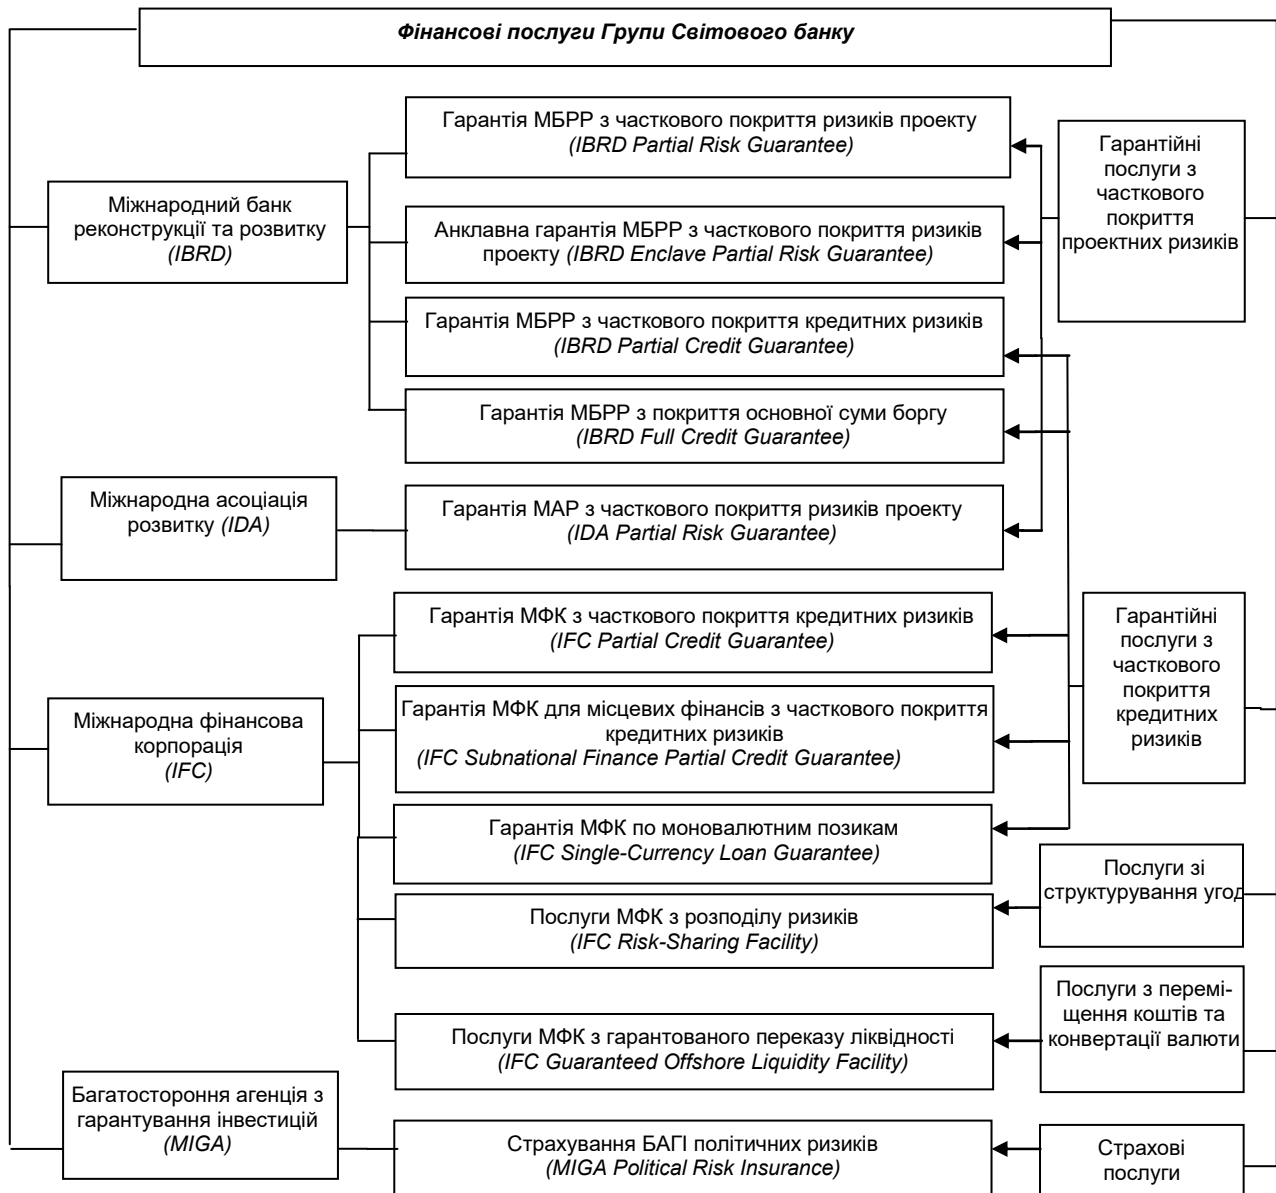 Фінансові послуги Групи Світового банку
Гарантія МБРР з часткового покриття ризиків проекту
(IBRD Partial Risk Guarantee)
Гарантійні
послуги з
часткового
покриття
проектних ризиків
Міжнародний банк
реконструкції та розвитку
(IBRD)
Анклавна гарантія МБРР з часткового покриття ризиків
проекту (IBRD Enclave Partial Risk Guarantee)
Гарантія МБРР з часткового покриття кредитних ризиків
(IBRD Partial Credit Guarantee)
Гарантія МБРР з покриття основної суми боргу
(IBRD Full Credit Guarantee)
Міжнародна асоціація
розвитку (IDA)
Гарантія МАР з часткового покриття ризиків проекту
(IDA Partial Risk Guarantee)
Гарантія МФК з часткового покриття кредитних ризиків
(IFC Partial Credit Guarantee)
Гарантійні
послуги з
часткового
покриття
кредитних
ризиків
Міжнародна фінансова
корпорація
(IFC)
Гарантія МФК для місцевих фінансів з часткового покриття
кредитних ризиків
(IFC Subnational Finance Partial Credit Guarantee)
Гарантія МФК по моновалютним позикам
(IFC Single-Currency Loan Guarantee)
Послуги зі
структурування угод
Послуги МФК з розподілу ризиків
(IFC Risk-Sharing Facility)
Послуги з перемі-
щення коштів та
конвертації валюти
Послуги МФК з гарантованого переказу ліквідності
(IFC Guaranteed Offshore Liquidity Facility)
Багатостороння агенція з
гарантування інвестицій
(MIGA)
Страхування БАГІ політичних ризиків
(MIGA Political Risk Insurance)
Страхові
послуги